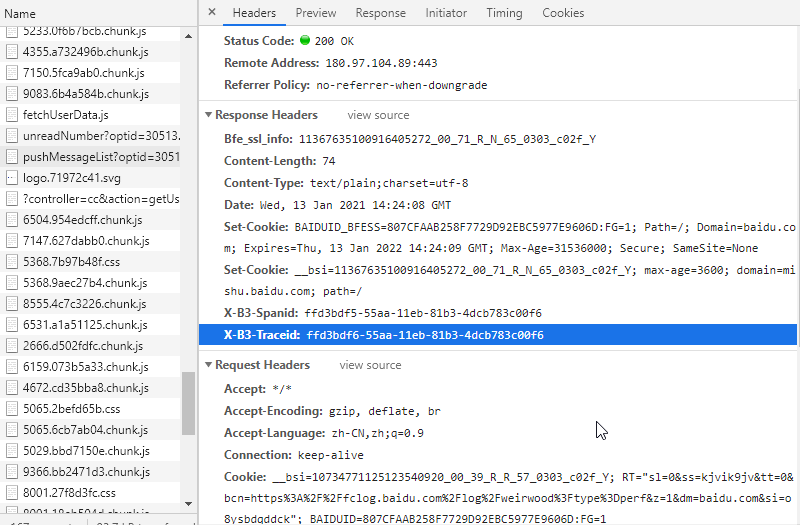 Name
5233.0f6b7bcb.chunk.js
4355.a732496b.chunk.js
7150.5fca9ab0.chunk.js
9083.6b4a584b.chunk.js
fetchUserData.js
unreadNumber?optid=30513.
pushMessageList?optid=3051
logo.71972c41.svg
?controller=cc&action=getUs
6504.954edcff.chunk.js
7147.627dabb0.chunk.js
5368.7b97b48f.css
5368.9aec27b4.chunk.js
8555.4c7c3226.chunk.js
6531.a1a51125.chunk.js
2666.d502fdfc.chunk.js
6159.073b5a33.chunk.js
4672.cd35bba8.chunk.js
5065.2befd65b.css
5065.6cb7ab04.chunk.js
5029.bbd7150e.chunk.js
9366.bb2471d3.chunk.js
8001.27f8d3fc.css
× Headers Preview Response Initiator Timing Cookies
Status Code: 200 OK
Remote Address: 180.97.104.89:443
Referrer Policy: no-referrer-when-downgrade
▼ Response Headers view source
Bfe_ssl_info: 11367635100916405272_00_71_R_N_65_0303_c02f_Y
Content-Length: 74
Content-Type: text/plain;charset=utf-8
Date: Wed, 13 Jan 2021 14:24:08 GMT
Set-Cookie: BAIDUID_BFESS=807CFAAB258F7729D92EBC5977E9606D:FG=1; Path=/; Domain=baidu.co
m; Expires=Thu, 13 Jan 2022 14:24:09 GMT; Max-Age=31536000; Secure; SameSite=None
Set-Cookie: __bsi=11367635100916405272_00_71_R_N_65_0303_c02f_Y; max-age=3600; domain=mi
shu.baidu.com; path=/
X-B3-Spanid: ffd3bdf5-55aa-11eb-81b3-4dcb783c00f6
X-B3-Traceid: ffd3bdf6-55aa-11eb-81b3-4dcb783c00f6
▼ Request Headers view source
Accept: */*
Accept-Encoding: gzip, deflate, br
Accept-Language: zh-CN,zh;q=0.9
Connection: keep-alive
Cookie: __bsi=10734771125123540920_00_39_R_R_57_0303_c02f_Y; RT="sl=0&ss=kjvik9jv&tt=0&
bcn=https%3A%2F%2Ffclog.baidu.com%2Flog%2Fweirwood%3Ftype%3Dperf&z=1&dm=baidu.com&si=o
8ysbdqddck"; BAIDUID=807CFAAB258F7729D92EBC5977E9606D:FG=1